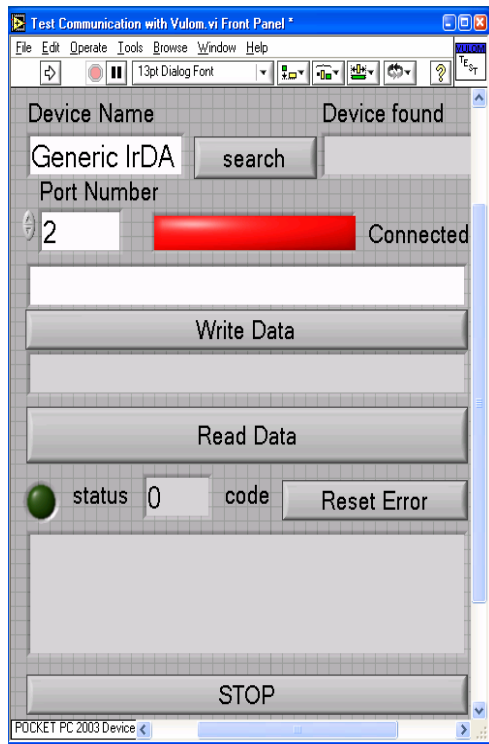 Test Communication with Vulom.vi Front Panel *
File Edit Operate Tools Browse Window Help
VULOM
TEST
13pt Dialog Font
?
Device Name
Device found
Generic IrDA
search
Port Number
2
Connected
Write Data
Read Data
status
0
code
Reset Error
STOP
POCKET PC 2003 Device